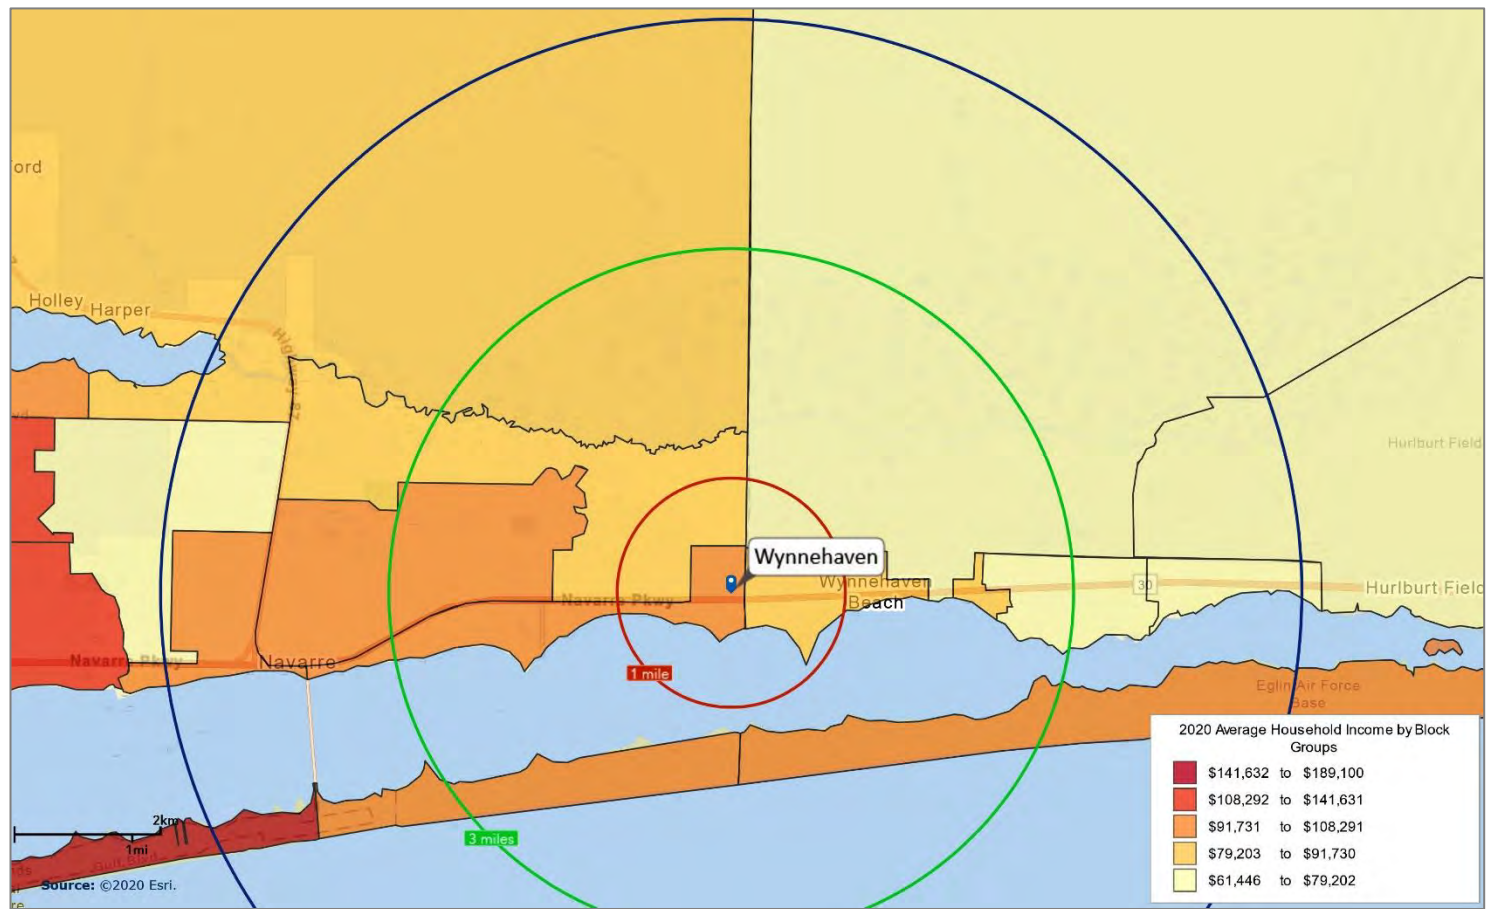 ord
Holley
Harper
Highway 87
Hurlburt Field
Wynnehaven
Wynnehaven
Beach
Navarre Pkwy
30
Hurlburt Field
Navarre Pkwy
Navarre
1 mile
Eglin Air Force
Base
2020 Average Household Income by Block
Groups
$141,632 to $189,100
$108,292 to $141,631
$91,731 to $108,291
$79,203 to $91,730
$61,446 to $79,202
2km
1mi
3 miles
Gulf Blvd
Source: ©2020 Esri.
re